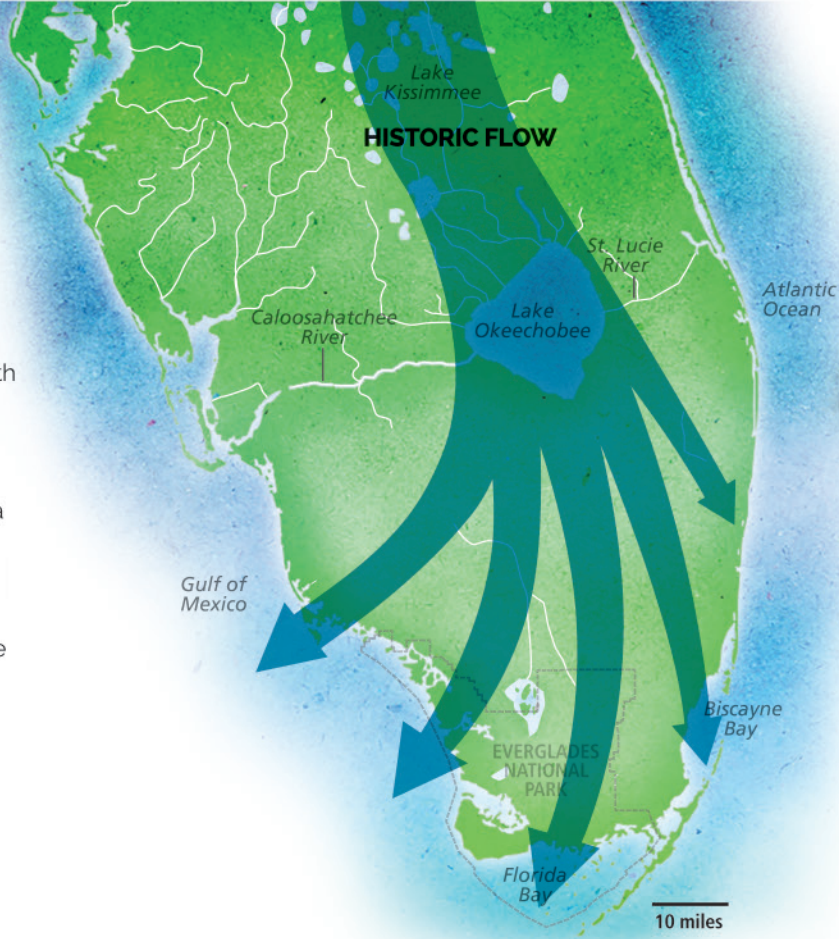 Lake
Kissimmee
HISTORIC FLOW
St. Lucie
River
Atlantic
Ocean
Caloosahatchee
River
Lake
Okeechobee
th
a
Gulf of
Mexico
e
Biscayne
Bay
EVERGLADES
NATIONAL
PARK
Florida
Bay
10 miles